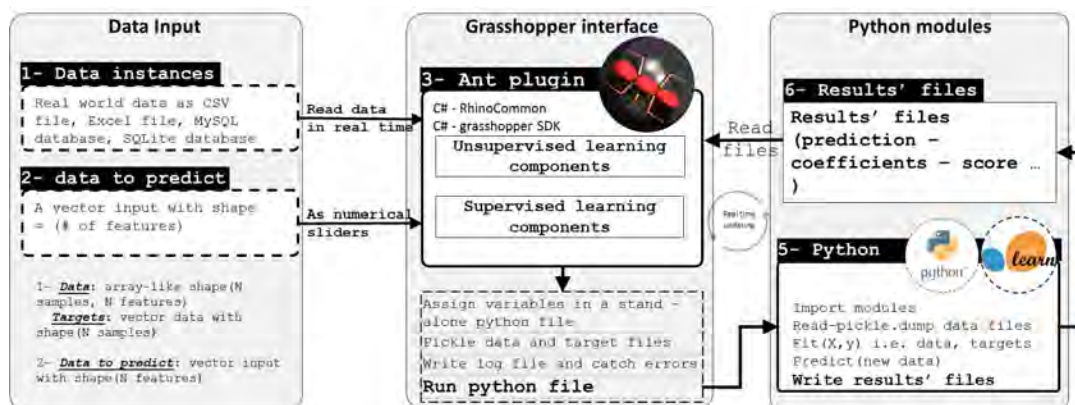 Data Input
1- Data instances
Real world data as CSV
file, Excel file, MySQL
database, SQLite database
2- data to predict
A vector input with shape
= (# of features)
1- Data: array-like shape(N
samples, N features)
Targets: vector data with
shape(N samples)
2- Data to predict: vector input
with shape(N features)
Read data
in real time
As numerical
sliders
Grasshopper interface
3- Ant plugin
C# - RhinoCommon
C# - grasshopper SDK
Unsupervised learning
components
Supervised learning
components
Assign variables in a stand -
alone python file
Pickle data and target files
Write log file and catch errors
Run python file
Read
files
Real time
updating
Python modules
6- Results' files
Results' files
(prediction -
coefficients - score …
)
5- Python
python
learn
Import modules
Read-pickle.dump data files
Fit(X,y) i.e. data, targets
Predict(new data)
Write results' files